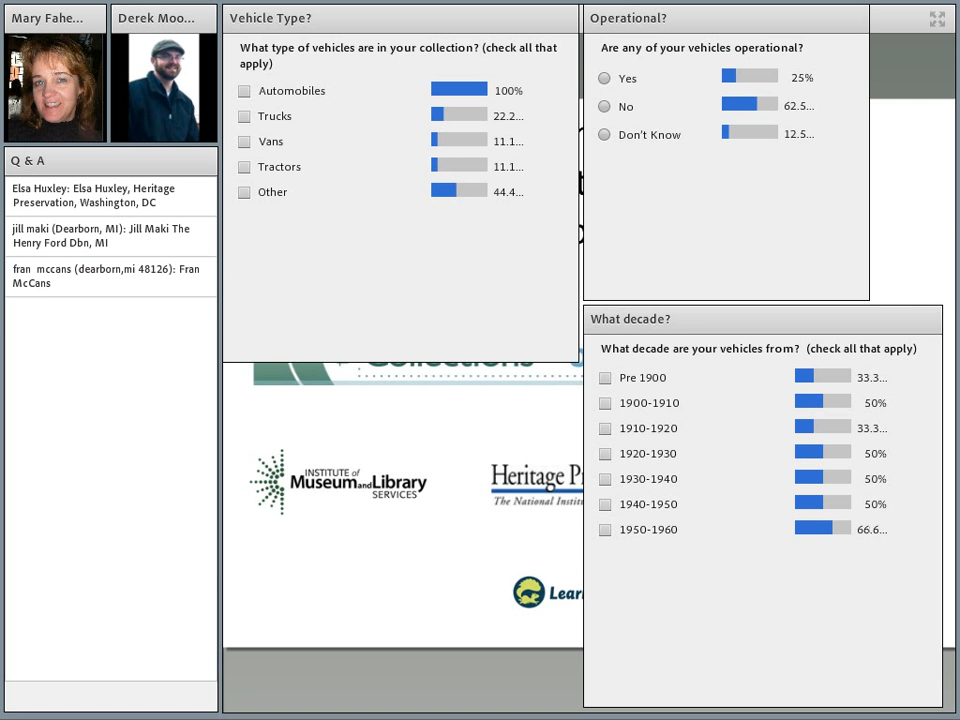 Mary Fahe...
Derek Moo...
Q & A
Elsa Huxley: Elsa Huxley, Heritage
Preservation, Washington, DC
jill maki (Dearborn, MI): Jill Maki The
Henry Ford Dbn, MI
fran mccans (dearborn,mi 48126): Fran
McCans
Vehicle Type?
What type of vehicles are in your collection? (check all that
apply)
Automobiles 100%
Trucks 22.2...
Vans 11.1...
Tractors 11.1...
Other 44.4...
Operational?
Are any of your vehicles operational?
Yes 25%
No 62.5...
Don't Know 12.5...
What decade?
What decade are your vehicles from? (check all that apply)
Pre 1900 33.3...
1900-1910 50%
1910-1920 33.3...
1920-1930 50%
1930-1940 50%
1940-1950 50%
1950-1960 66.6...
Collections
INSTITUTE of
Museum and Library
SERVICES
Heritage Pr
The National Instit
Lear